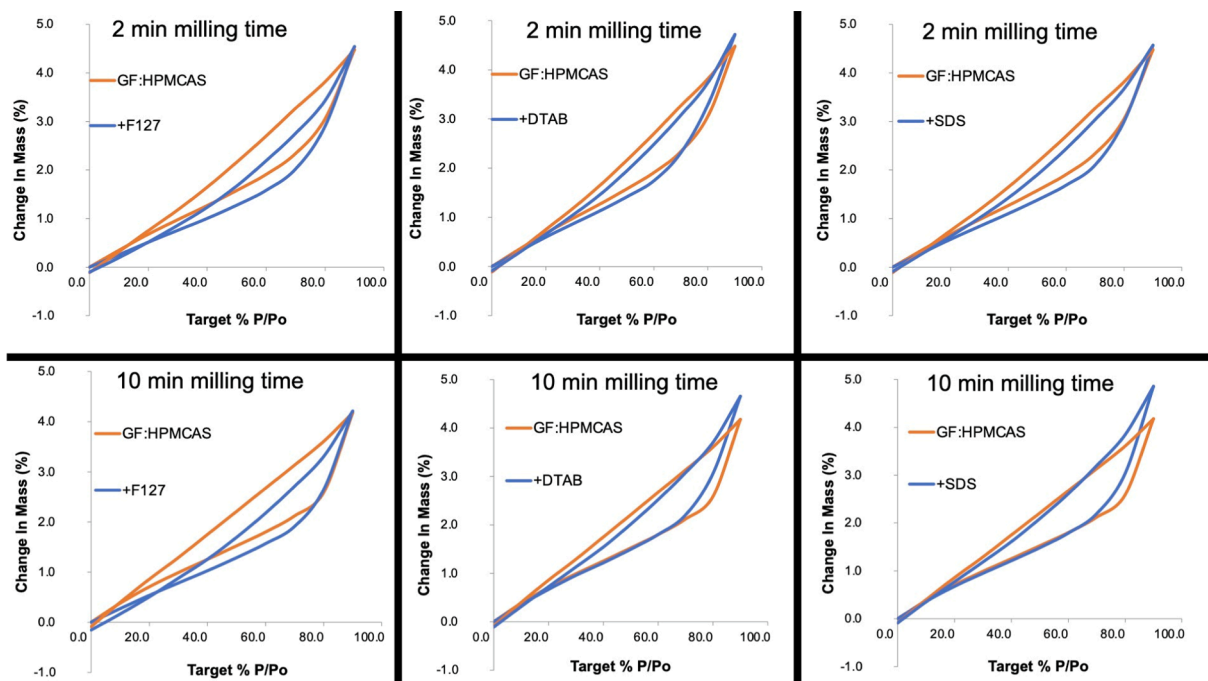 2 min milling time
5.0
4.0
3.0
2.0
1.0
0.0
-1.0
Change In Mass (%)
GF:HPMCAS
+F127
0.0 20.0 40.0 60.0 80.0 100.0
Target % P/Po
2 min milling time
5.0
4.0
3.0
2.0
1.0
0.0
-1.0
Change In Mass (%)
GF:HPMCAS
+DTAB
0.0 20.0 40.0 60.0 80.0 100.0
Target % P/Po
2 min milling time
5.0
4.0
3.0
2.0
1.0
0.0
-1.0
Change In Mass (%)
GF:HPMCAS
+SDS
0.0 20.0 40.0 60.0 80.0 100.0
Target % P/Po
10 min milling time
5.0
4.0
3.0
2.0
1.0
0.0
-1.0
Change In Mass (%)
GF:HPMCAS
+F127
0.0 20.0 40.0 60.0 80.0 100.0
Target % P/Po
10 min milling time
5.0
4.0
3.0
2.0
1.0
0.0
-1.0
Change In Mass (%)
GF:HPMCAS
+DTAB
0.0 20.0 40.0 60.0 80.0 100.0
Target % P/Po
10 min milling time
5.0
4.0
3.0
2.0
1.0
0.0
-1.0
Change In Mass (%)
GF:HPMCAS
+SDS
0.0 20.0 40.0 60.0 80.0 100.0
Target % P/Po